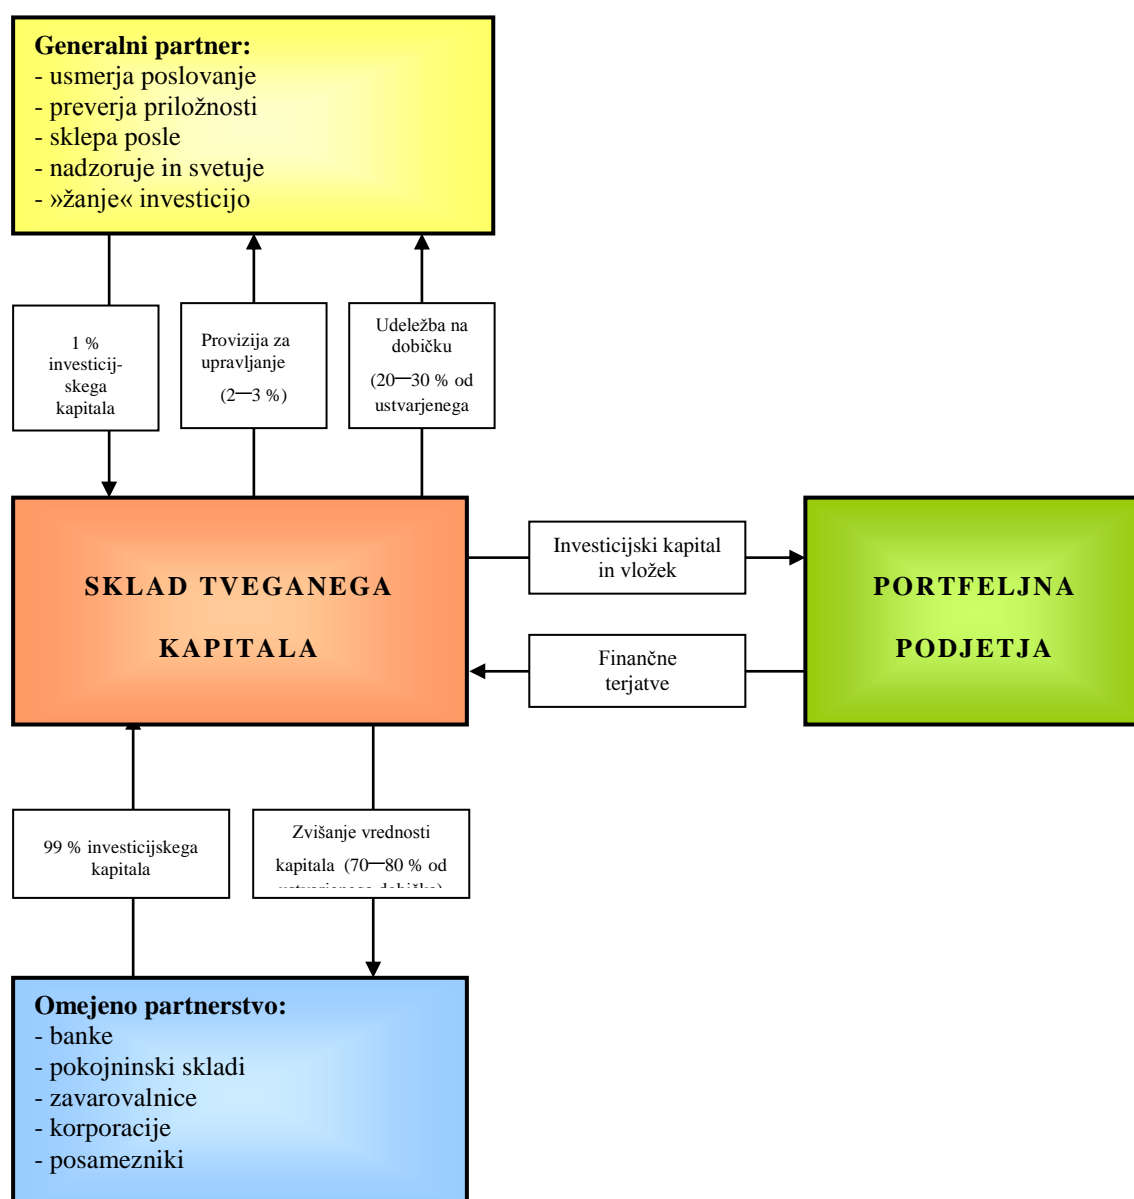 Generalni partner:
- usmerja poslovanje
- preverja priložnosti
- sklepa posle
- nadzoruje in svetuje
- »žanje« investicijo
1 %
investicij-
skega
kapitala
Provizija za
upravljanje
(2—3 %)
Udeležba na
dobičku
(20—30 % od
ustvarjenega
SKLAD TVEGANEGA
KAPITALA
Investicijski kapital
in vložek
Finančne
terjatve
PORTFELJNA
PODJETJA
99 % investicijskega
kapitala
Zvišanje vrednosti
kapitala (70—80 % od
Omejeno partnerstvo:
- banke
- pokojninski skladi
- zavarovalnice
- korporacije
- posamezniki